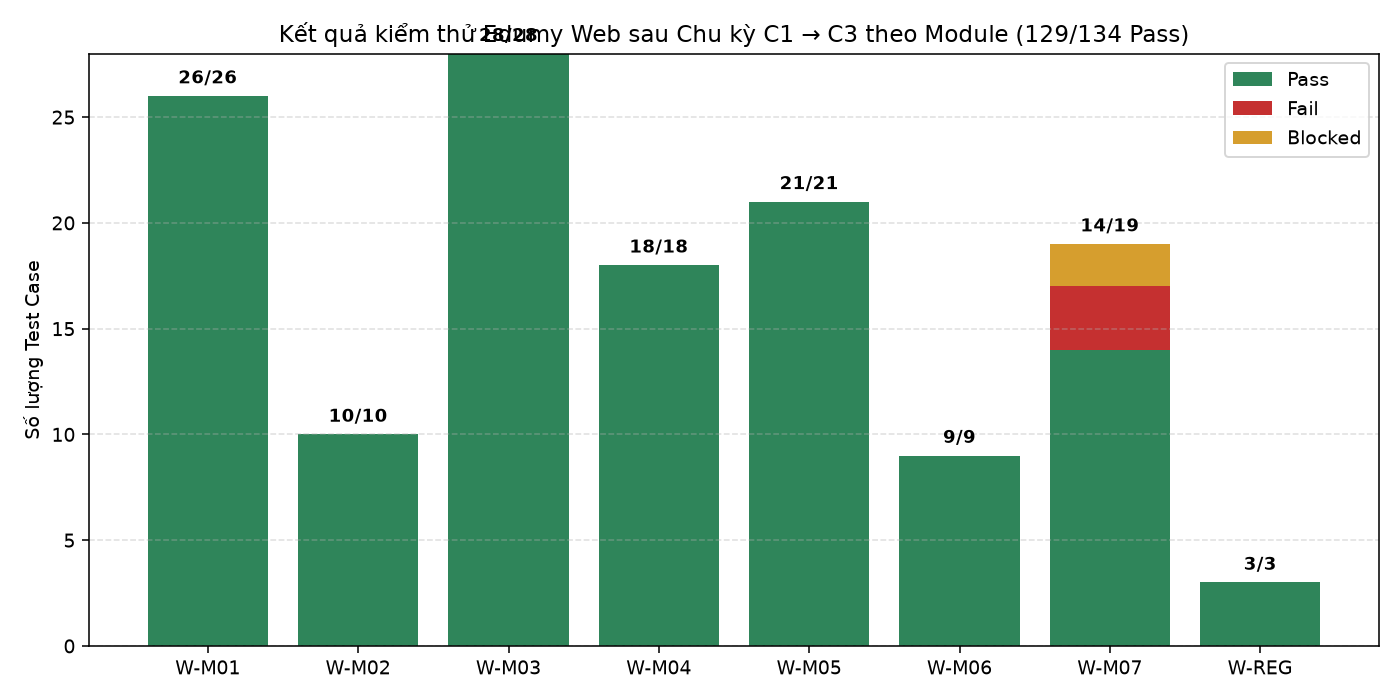 Kết quả kiểm thử Edumy Web sau Chu kỳ C1 → C3 theo Module (129/134 Pass)
28/28
26/26
10/10
18/18
21/21
9/9
14/19
3/3
Pass
Fail
Blocked
Số lượng Test Case
25
20
15
10
5
0
W-M01
W-M02
W-M03
W-M04
W-M05
W-M06
W-M07
W-REG